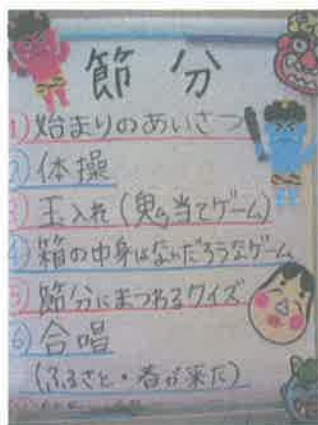 節分
1)始まりのあいさつ
2)体操
3)玉入れ(鬼当てゲーム)
4)箱の中身はなんだろうなゲーム
5)節分にまつわるクイズ
6)合唱
(ふるさと・春が来た)